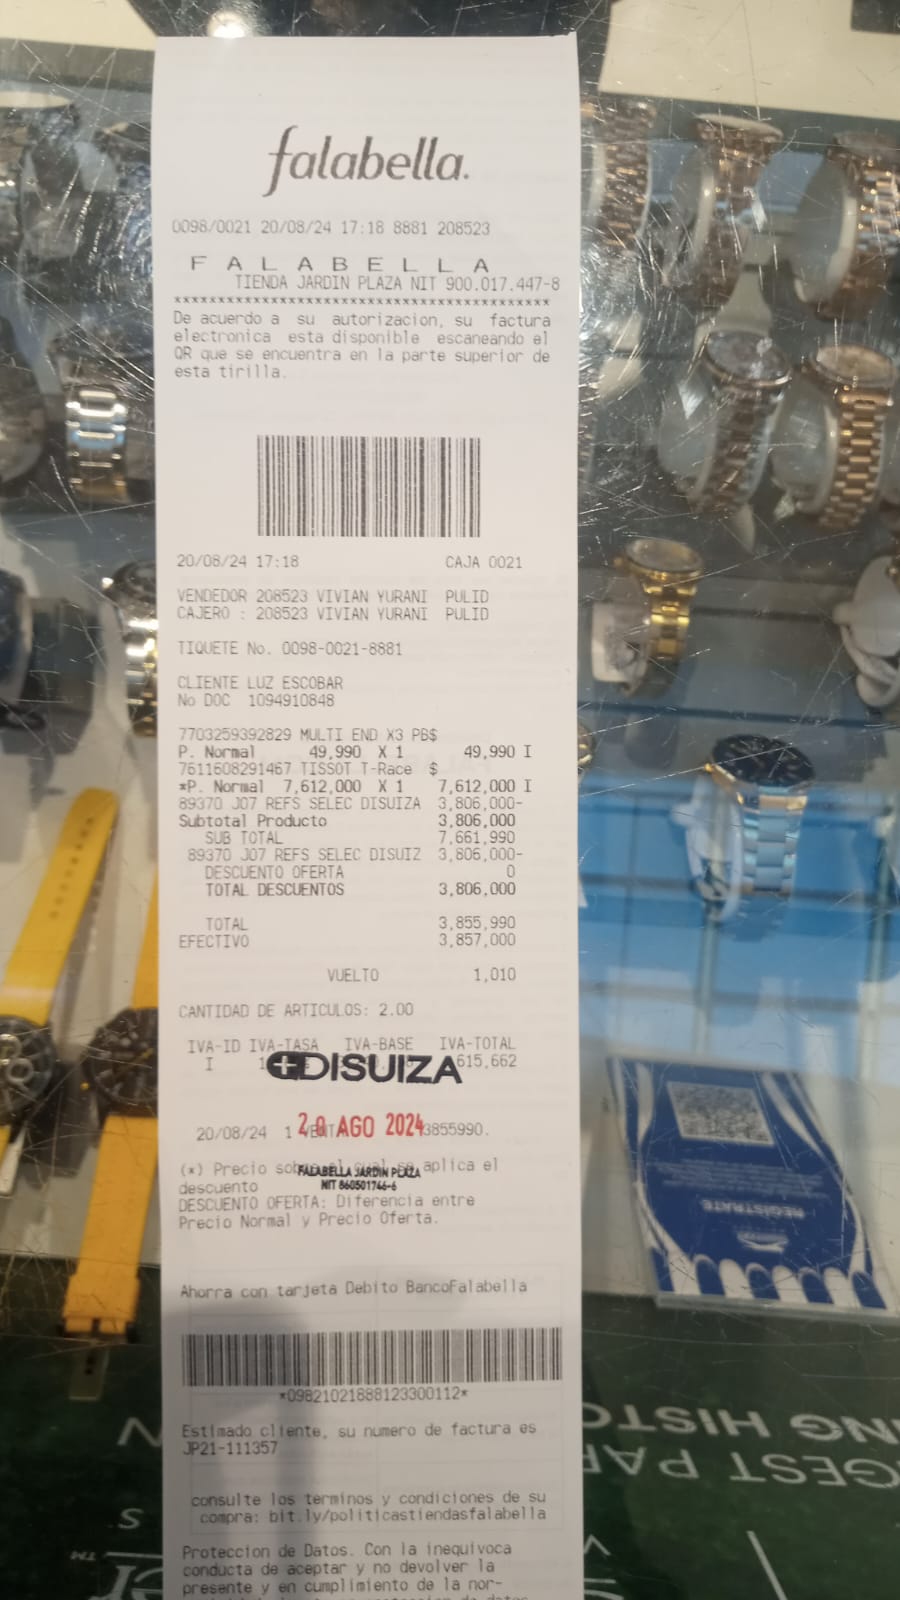 falabella.
0098/0021 20/08/24 17:18 8881 208523
F A L A B E L L A
TIENDA JARDIN PLAZA NIT 900.017.447-8
*******************************************
De acuerdo a su autorizacion, su factura
electronica esta disponible escaneando el
QR que se encuentra en la parte superior de
esta tirilla.
20/08/24 17:18 CAJA 0021
VENDEDOR 208523 VIVIAN YURANI PULID
CAJERO : 208523 VIVIAN YURANI PULID
TIQUETE No. 0098-0021-8881
CLIENTE LUZ ESCOBAR
No DOC 1094910848
7703259392829 MULTI END X3 PB$
P. Normal 49,990 X 1 49,990 I
7611608291467 TISSOT T-Race $
*P. Normal 7,612,000 X 1 7,612,000 I
89370 J07 REFS SELEC DISUIZA 3,806,000-
Subtotal Producto 3,806,000
SUB TOTAL 7,661,990
89370 J07 REFS SELEC DISUIZ 3,806,000-
DESCUENTO OFERTA 0
TOTAL DESCUENTOS 3,806,000
TOTAL 3,855,990
EFECTIVO 3,857,000
VUELTO 1,010
CANTIDAD DE ARTICULOS: 2.00
IVA-ID IVA-TASA IVA-BASE IVA-TOTAL
I 615,662
DISUIZA
20/08/24 3855990.
20 AGO 2024
(*) Precio aplica el
FALABELLA JARDIN PLAZA
descuento
NIT 860501746-6
DESCUENTO OFERTA: Diferencia entre
Precio Normal y Precio Oferta.
Ahorra con tarjeta Debito BancoFalabella
*09821021888123300112*
Estimado cliente, su numero de factura es
JP21-111357
consulte los terminos y condiciones de su
compra: bit.ly/politicastiendasfalabella
Proteccion de Datos. Con la inequivoca
conducta de aceptar y no devolver la
presente y en cumplimiento de la nor-
REGISTRATE